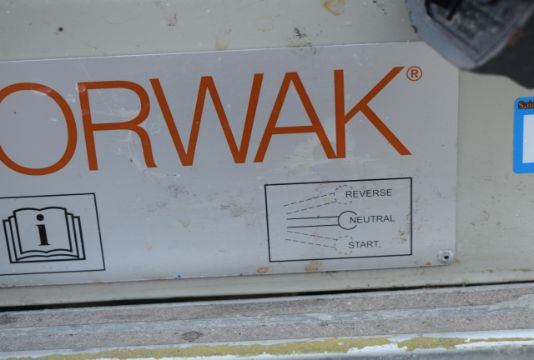 ORWAK®
REVERSE
NEUTRAL
START,
i